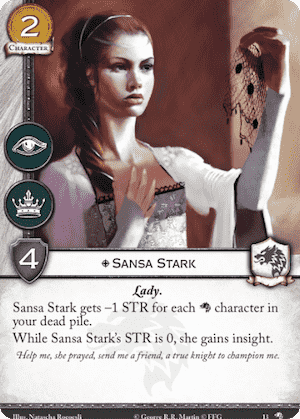 2
CHARACTER
4
SANSA STARK
Lady.
Sansa Stark gets –1 STR for each character in
your dead pile.
While Sansa Stark's STR is 0, she gains insight.
Help me, she prayed, send me a friend, a true knight to champion me.
Illus. Natascha Roeoesli
© George R.R. Martin © FFG
11